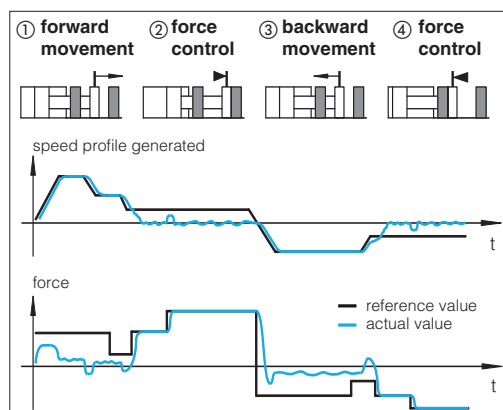 ① forward movement
② force control
③ backward movement
④ force control
speed profile generated
t
force
reference value
actual value
t